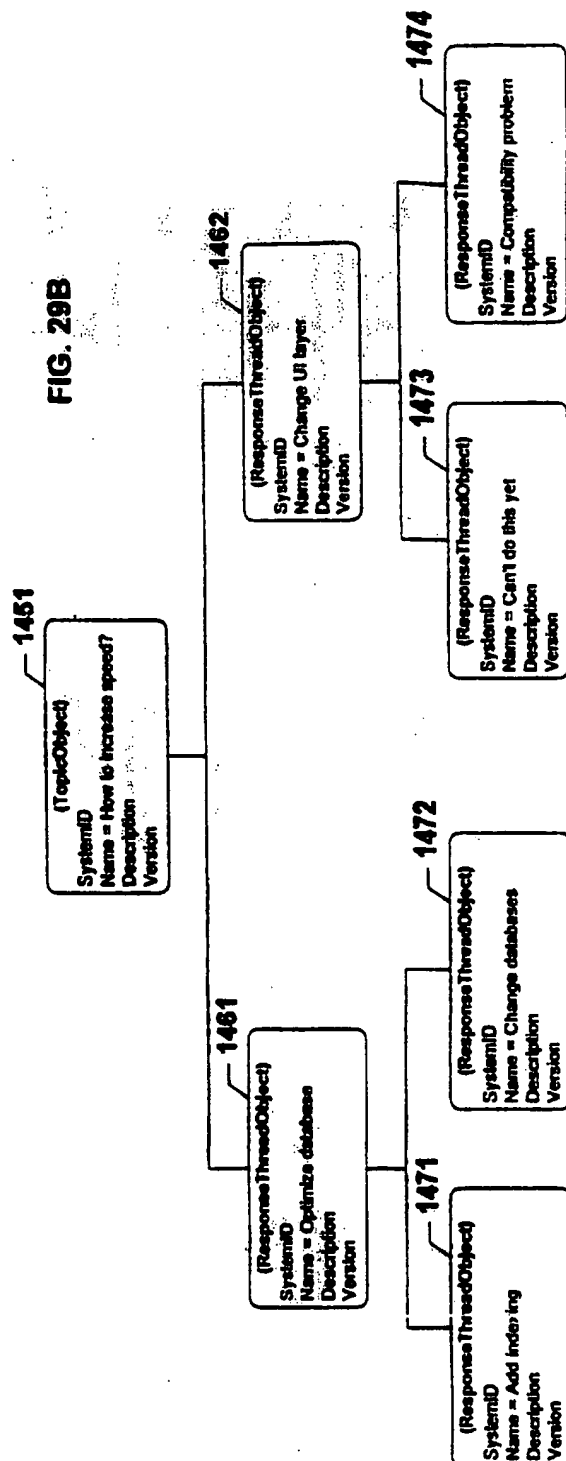 FIG. 29B
1451
(TopicObject)
SystemID
Name = How to increase speed?
Description
Version
1461
(ResponseThreadObject)
SystemID
Name = Optimize database
Description
Version
1462
(ResponseThreadObject)
SystemID
Name = Change UI layer
Description
Version
1471
(ResponseThreadObject)
SystemID
Name = Add indexing
Description
Version
1472
(ResponseThreadObject)
SystemID
Name = Change databases
Description
Version
1473
(ResponseThreadObject)
SystemID
Name = Can't do this yet
Description
Version
1474
(ResponseThreadObject)
SystemID
Name = Compatibility problem
Description
Version